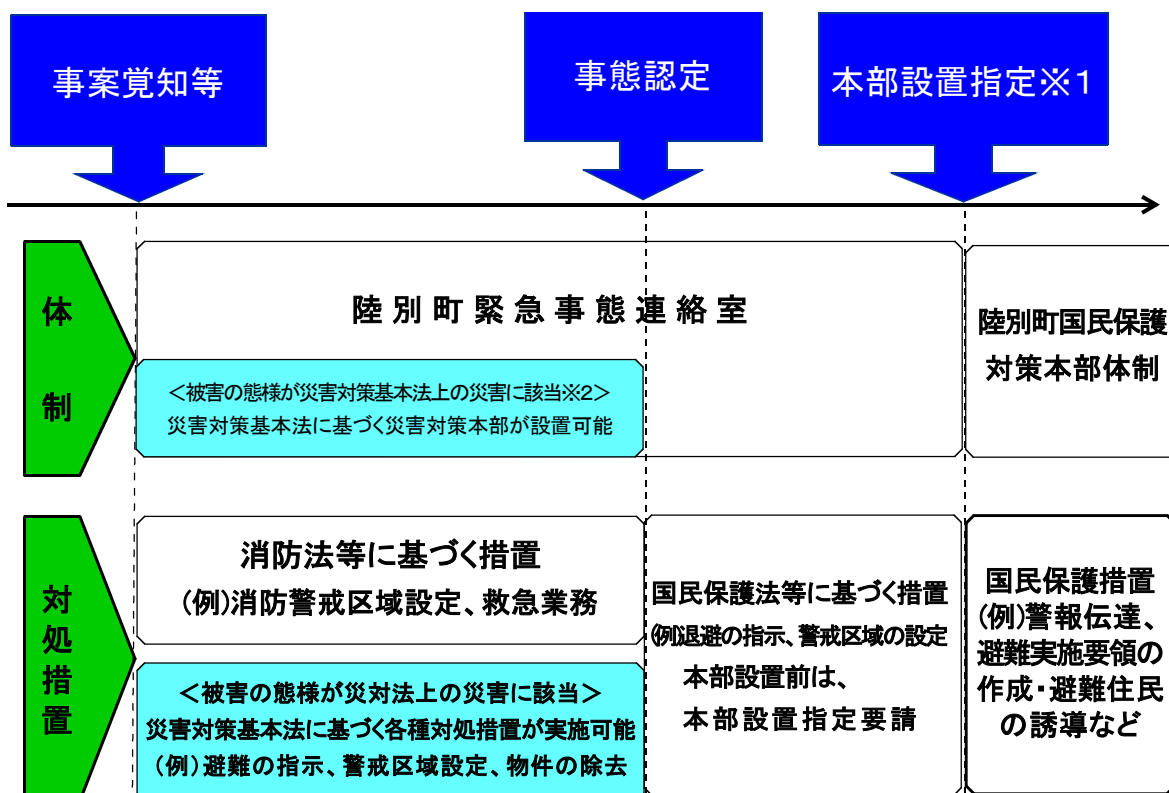 事案覚知等
事態認定
本部設置指定※1
体
制
陸別町緊急事態連絡室
<被害の態様が災害対策基本法上の災害に該当※2>
災害対策基本法に基づく災害対策本部が設置可能
陸別町国民保護
対策本部体制
対
処
措
置
消防法等に基づく措置
(例)消防警戒区域設定、救急業務
<被害の態様が災対法上の災害に該当>
災害対策基本法に基づく各種対処措置が実施可能
(例)避難の指示、警戒区域設定、物件の除去
国民保護法等に基づく措置
(例)退避の指示、警戒区域の設定
本部設置前は、
本部設置指定要請
国民保護措置
(例)警報伝達、
避難実施要領の
作成・避難住民
の誘導など